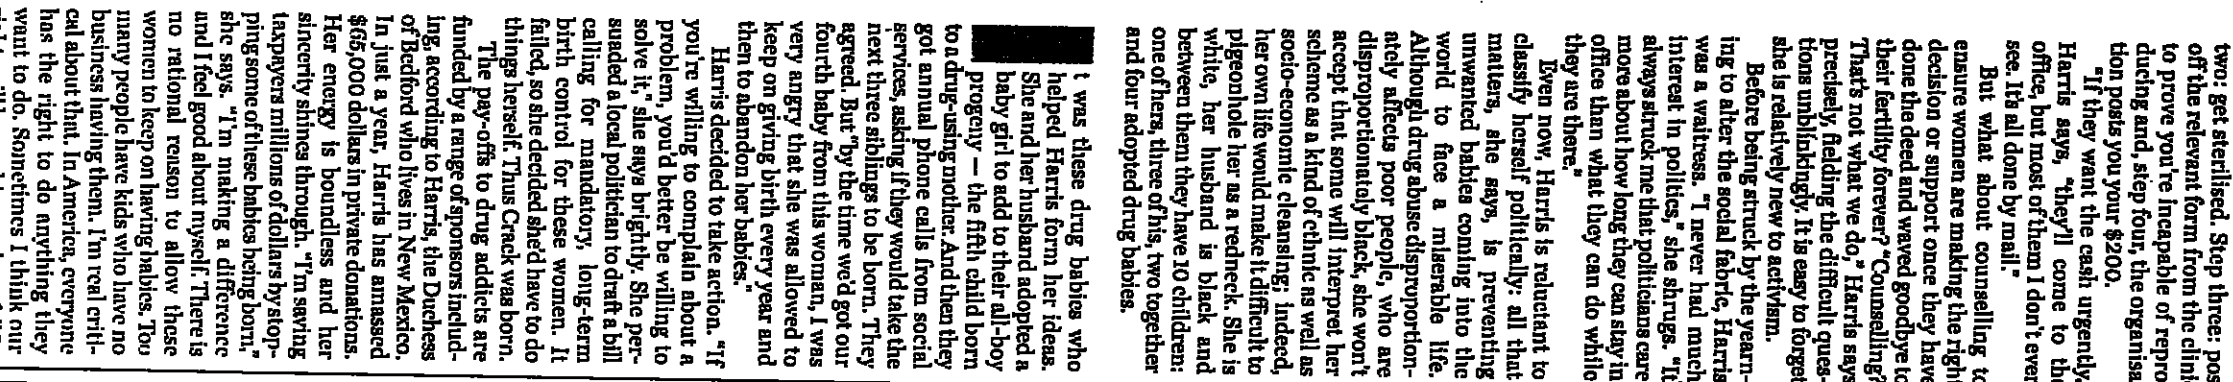 two: get sterilised. Step three: pos
off the relevant form from the clini
to prove you're incapable of repro
ducing and, step four, the organisa
tion posts you your $200.
"If they want the cash urgently,
Harris says, "they'll come to the
office, but most of them I don't ever
see. It's all done by mail."
But what about counselling to
ensure women are making the right
decision or support once they have
done the deed and waved goodbye to
their fertility forever? "Counselling?
That's not what we do," Harris says
precisely, fielding the difficult ques-
tions unblinkingly. It is easy to forget
she is relatively new to activism.
Before being struck by the yearn-
ing to alter the social fabric, Harris
was a waitress. "I never had much
interest in politics," she shrugs. "It
always struck me that politicians care
more about how long they can stay in
office than what they can do while
they are there."
Even now, Harris is reluctant to
classify herself politically: all that
matters, she says, is preventing
unwanted babies coming into the
world to face a miserable life.
Although drug abuse disproportion-
ately affects poor people, who are
disproportionately black, she won't
accept that some will interpret her
scheme as a kind of ethnic as well as
socio-economic cleansing; indeed,
her own life would make it difficult to
pigeonhole her as a redneck. She is
white, her husband is black and
between them they have 10 children:
one of hers, three of his, two together
and four adopted drug babies.
t was these drug babies who
helped Harris form her ideas.
She and her husband adopted a
baby girl to add to their all-boy
progeny — the fifth child born
to a drug-using mother. And then they
got annual phone calls from social
services, asking if they would take the
next three siblings to be born. They
agreed. But "by the time we'd got our
fourth baby from this woman, I was
very angry that she was allowed to
keep on giving birth every year and
then to abandon her babies."
Harris decided to take action. "If
you're willing to complain about a
problem, you'd better be willing to
solve it," she says brightly. She per-
suaded a local politician to draft a bill
calling for mandatory, long-term
birth control for these women. It
failed, so she decided she'd have to do
things herself. Thus Crack was born.
The pay-offs to drug addicts are
funded by a range of sponsors includ-
ing, according to Harris, the Duchess
of Bedford who lives in New Mexico.
In just a year, Harris has amassed
$65,000 dollars in private donations.
Her energy is boundless and her
sincerity shines through. "I'm saving
taxpayers millions of dollars by stop-
ping some of these babies being born,"
she says. "I'm making a difference
and I feel good about myself. There is
no rational reason to allow these
women to keep on having babies. Too
many people have kids who have no
business having them. I'm real criti-
cal about that. In America, everyone
has the right to do anything they
want to do. Sometimes I think our